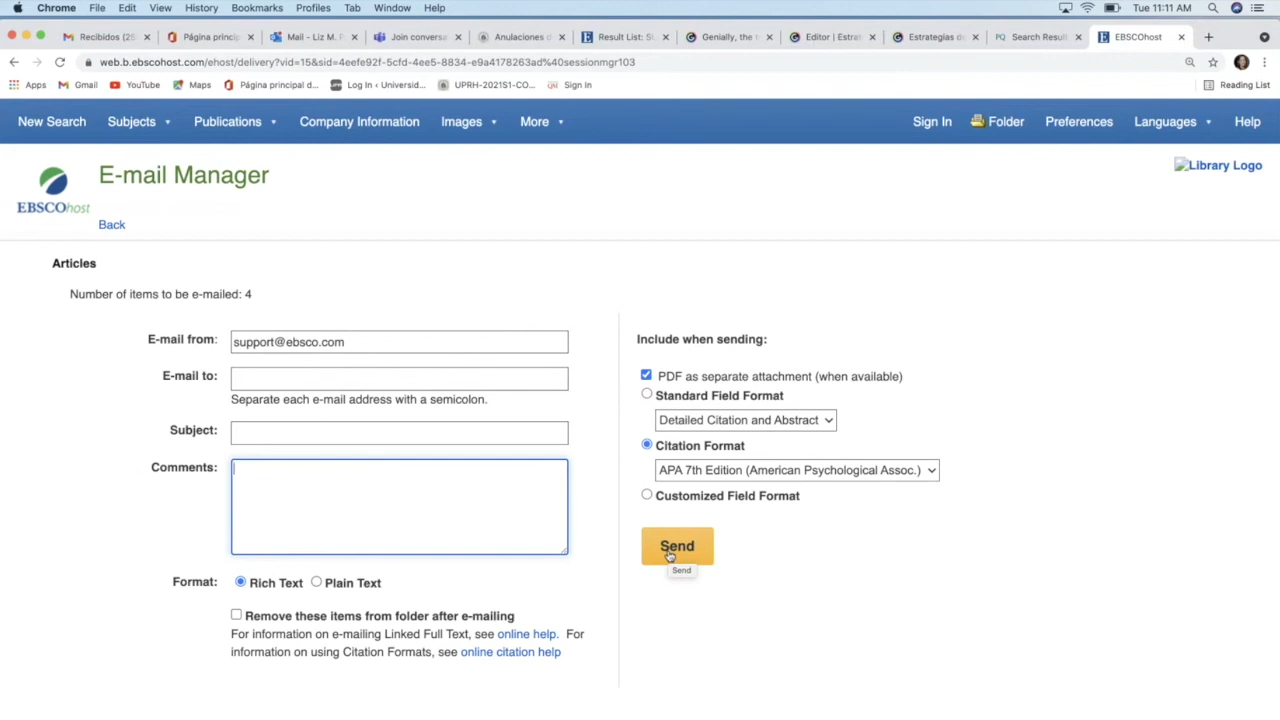 Chrome File Edit View History Bookmarks Profiles Tab Window Help Tue 11:11 AM
Recibidos (25 Página princip Mail - Liz M. F Join conversa Anulaciones d Result List: S Genially, the t Editor | Estrat Estrategias de PQ Search Result EBSCOhost
web.b.ebscohost.com/ehost/delivery?vid=15&sid=4eefe92f-5cfd-4ee5-8834-e9a4178263ad%40sessionmgr103
Apps Gmail YouTube Maps Página principal d... Log In ‹ Universid... UPRH-2021S1-CO... Sign In Reading List
New Search Subjects Publications Company Information Images More Sign In Folder Preferences Languages Help
E-mail Manager
Library Logo
EBSCOhost
Back
Articles
Number of items to be e-mailed: 4
E-mail from: support@ebsco.com
E-mail to:
Separate each e-mail address with a semicolon.
Subject:
Comments:
Format: Rich Text Plain Text
Remove these items from folder after e-mailing
For information on e-mailing Linked Full Text, see online help. For
information on using Citation Formats, see online citation help
Include when sending:
PDF as separate attachment (when available)
Standard Field Format
Detailed Citation and Abstract
Citation Format
APA 7th Edition (American Psychological Assoc.)
Customized Field Format
Send
Send